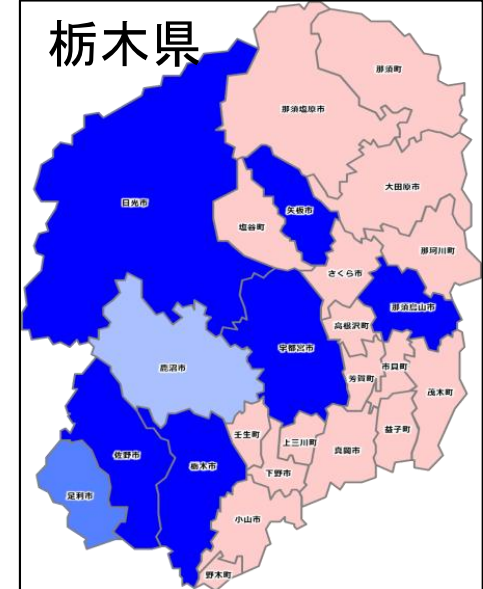 栃木県
那須町
那須塩原市
大田原市
日光市
矢板市
塩谷町
那珂川町
さくら市
那須烏山市
高根沢町
宇都宮市
鹿沼市
市貝町
芳賀町
茂木町
益子町
壬生町
上三川町
真岡市
佐野市
栃木市
下野市
足利市
小山市
野木町